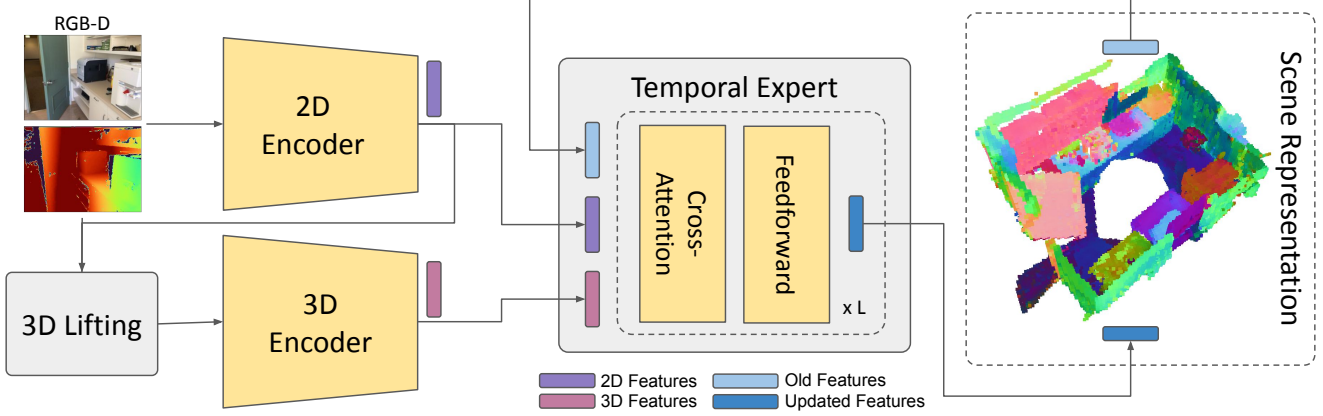 RGB-D
2D
Encoder
3D Lifting
3D
Encoder
Temporal Expert
Cross-
Attention
Feedforward
x L
2D Features
3D Features
Old Features
Updated Features
Scene Representation